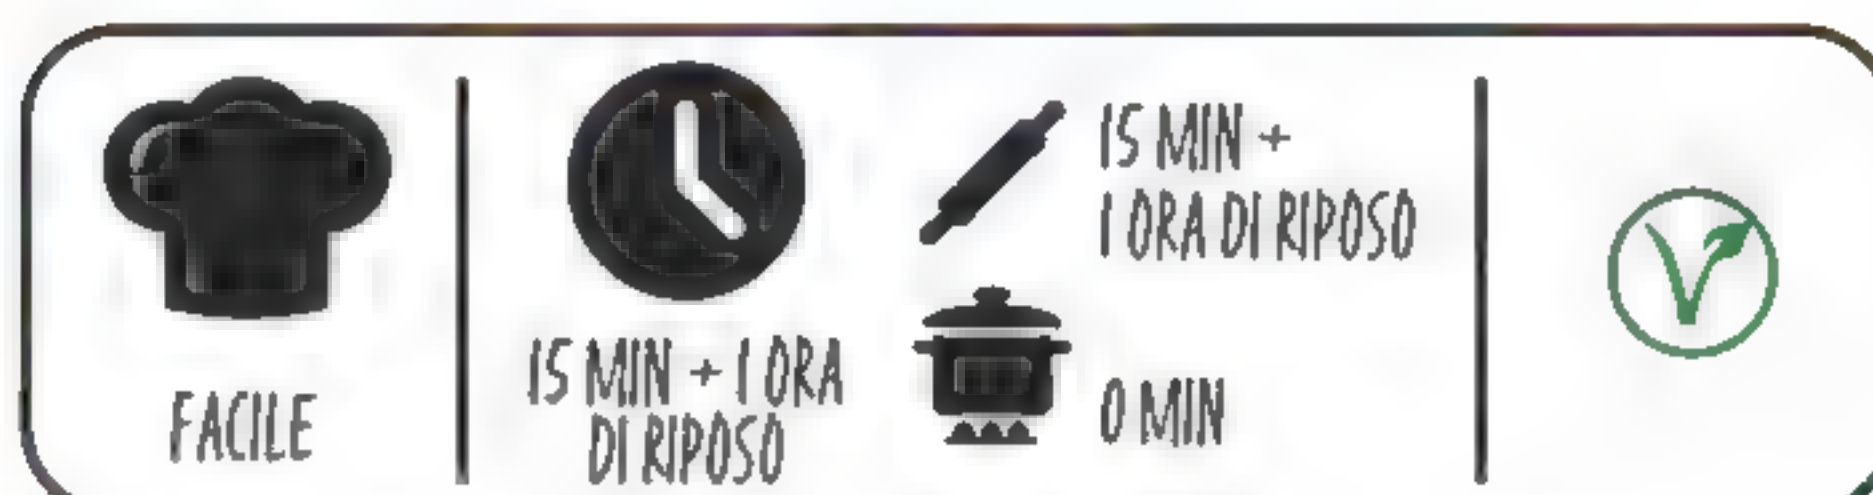 FACILE
15 MIN + 1 ORA
DI RIPOSO
15 MIN +
1 ORA DI RIPOSO
0 MIN
V